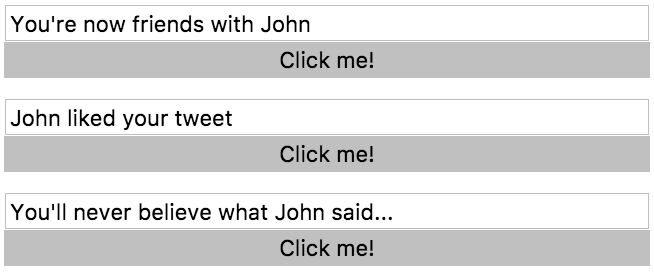 You're now friends with John
Click me!
John liked your tweet
Click me!
You'll never believe what John said...
Click me!